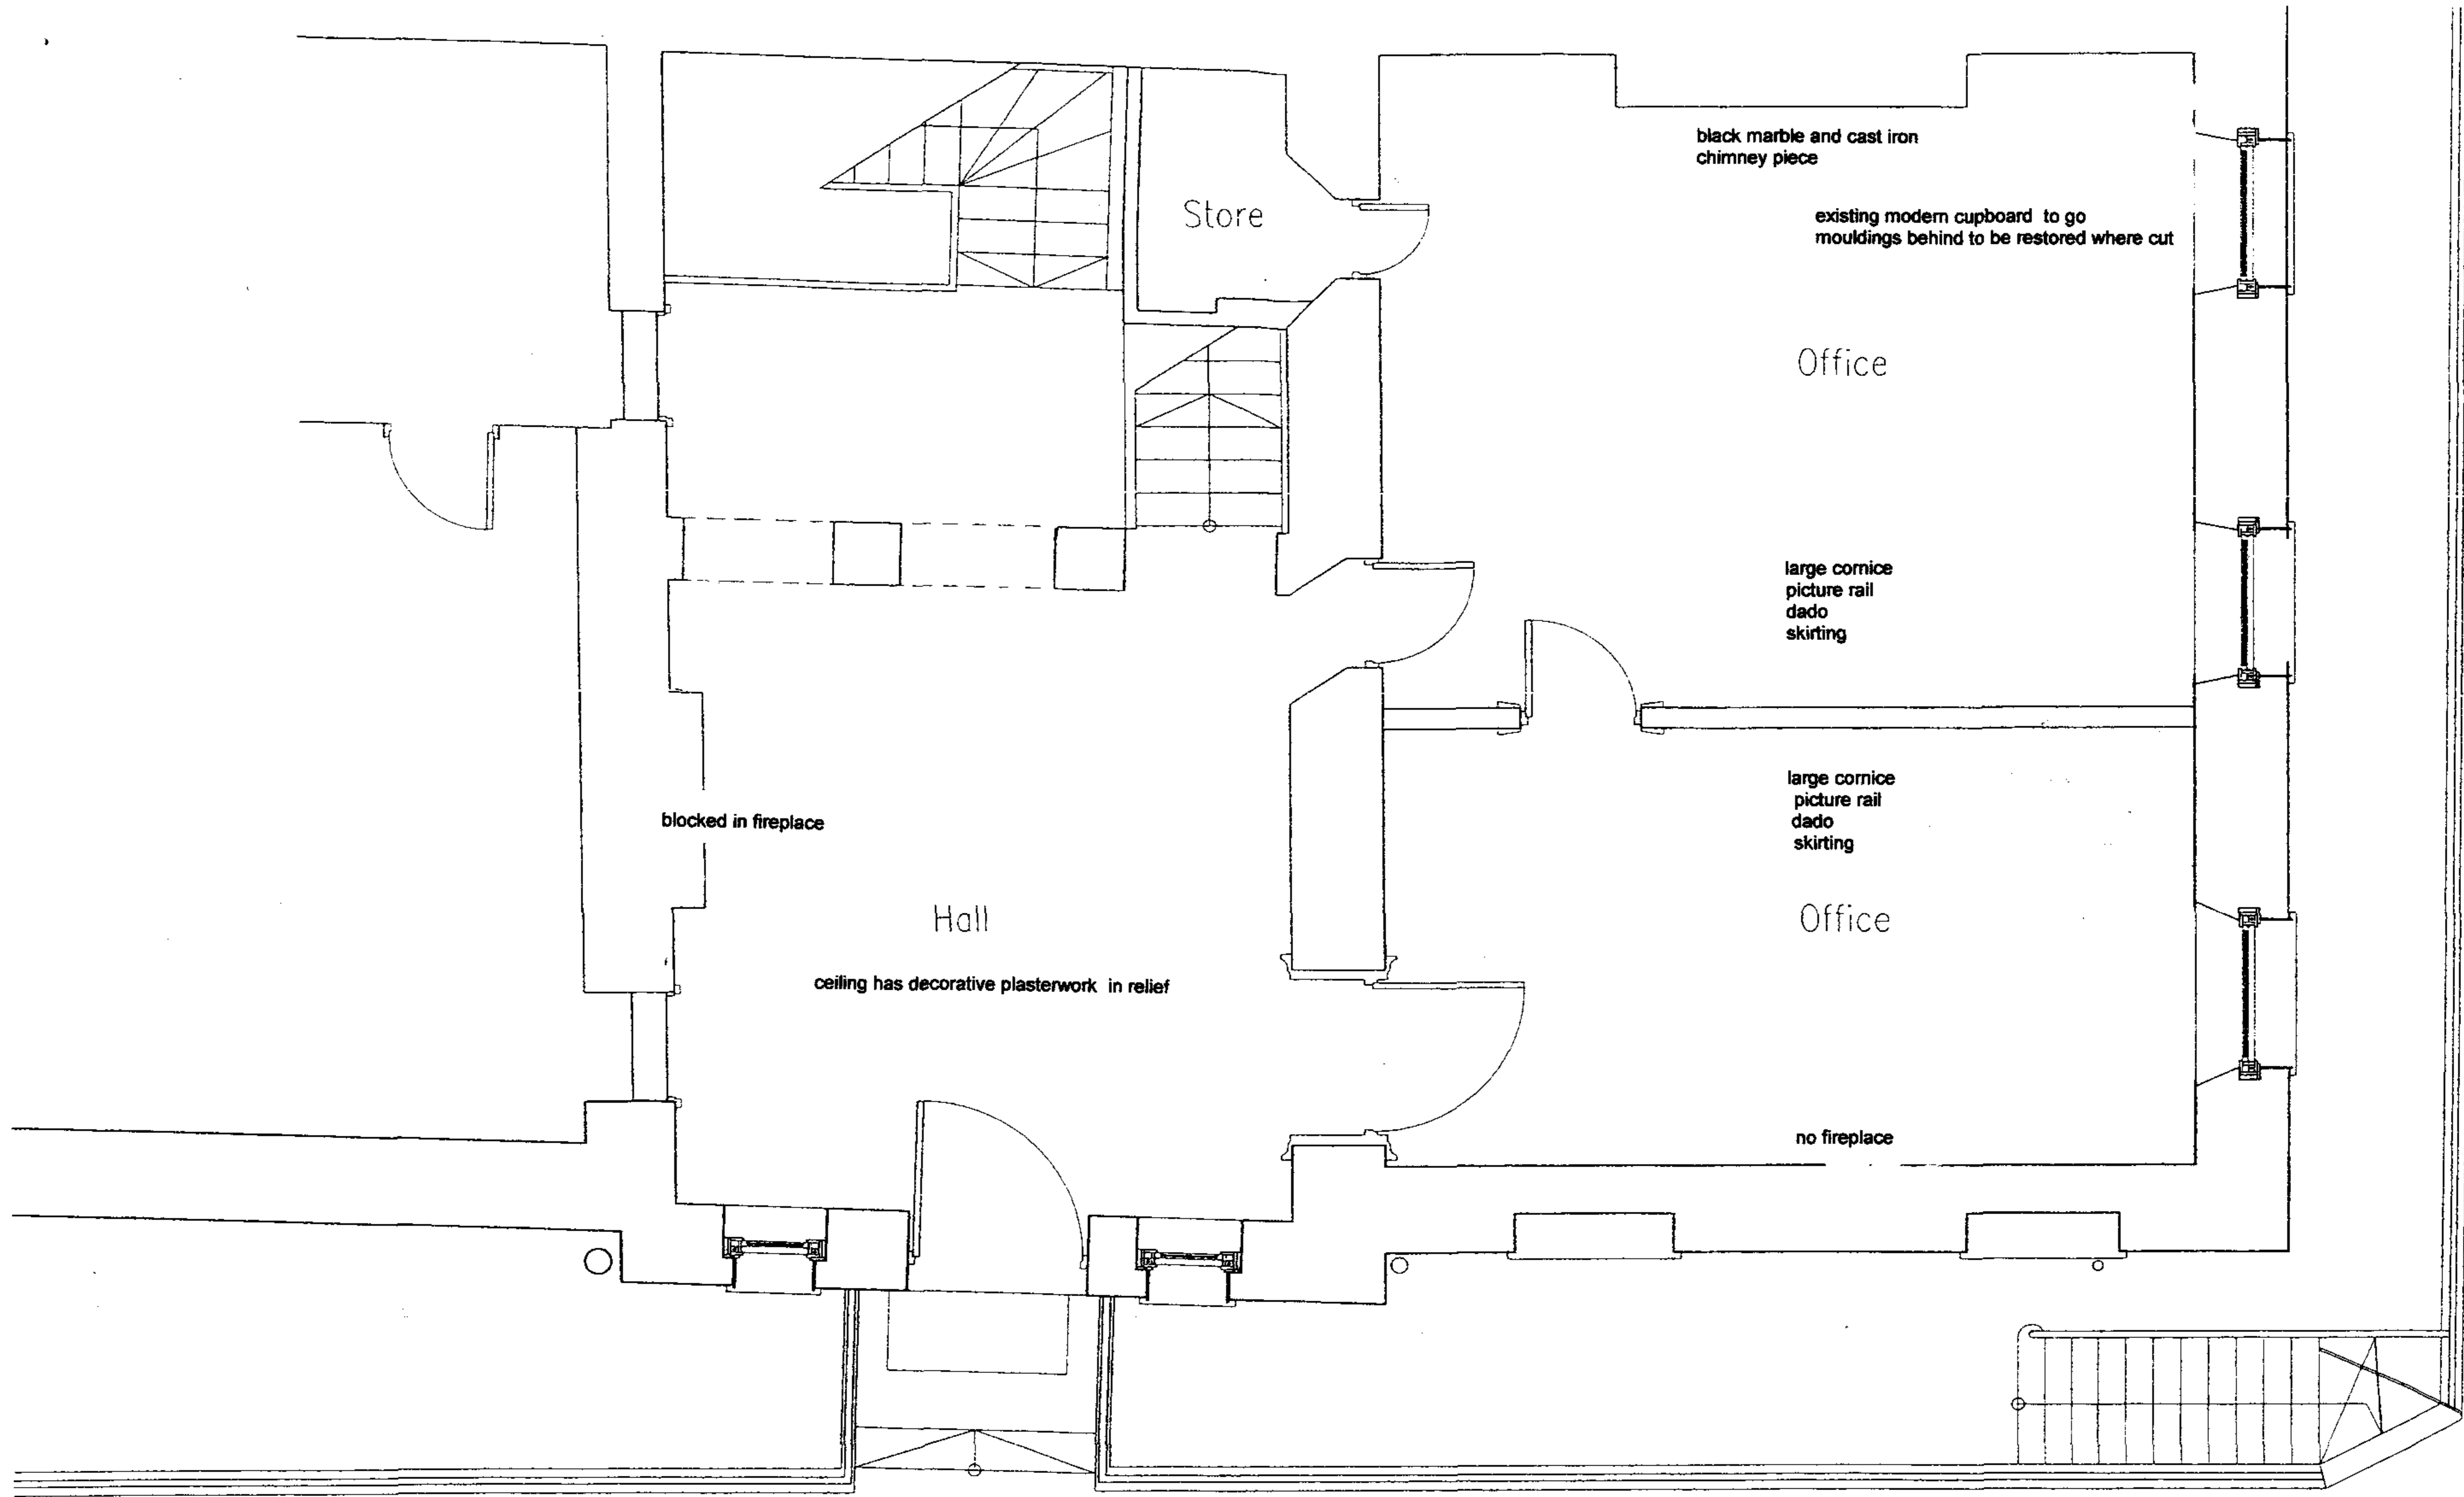 black marble and cast iron
chimney piece
Store
existing modern cupboard to go
mouldings behind to be restored where cut
Office
large cornice
picture rail
dado
skirting
large cornice
picture rail
dado
skirting
blocked in fireplace
Hall
Office
ceiling has decorative plasterwork in relief
no fireplace